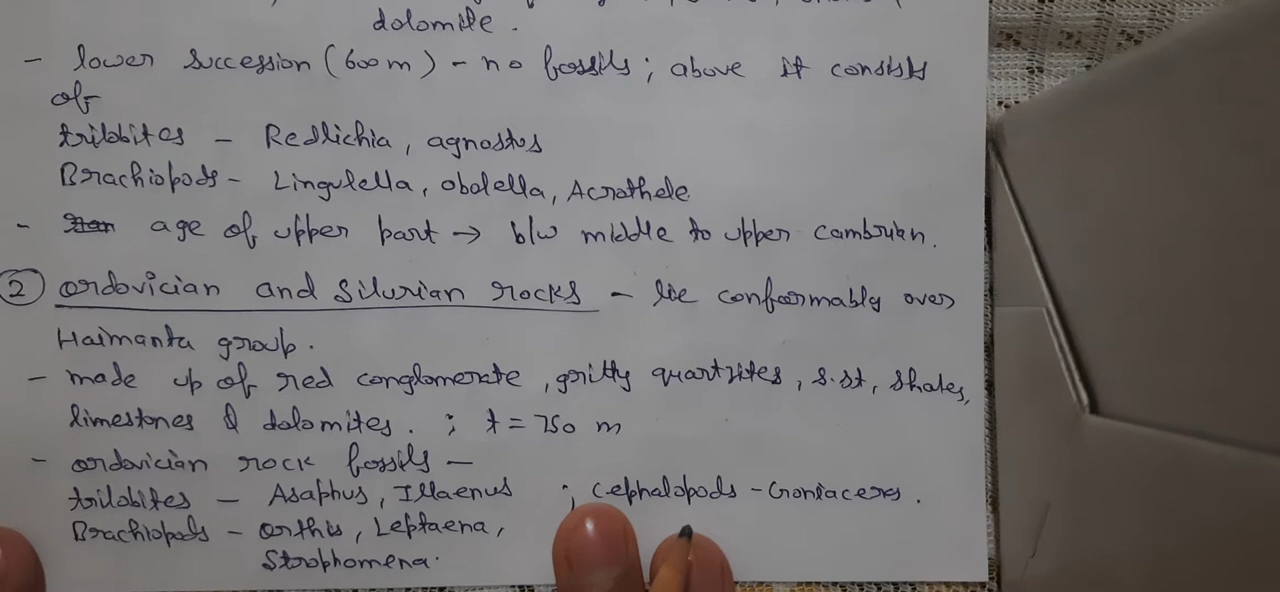 dolomite.
- lower succession (600m) - no fossils; above it consists
of
trilobites - Redlichia, agnostus
Brachiopods - Lingulella, obolella, Acrothele
- age of upper part → b/w middle to upper cambrian.
② ordovician and silurian rocks - lie conformably over
Haimanta group.
- made up of red conglomerate, gritty quartzites, s.st, shales,
limestones & dolomites. ; t = 750 m
- ordovician rock fossils -
trilobites - Asaphus, Illaenus ; Cephalopods - Goniaceres.
Brachiopods - orthis, Leptaena,
Strophomena.